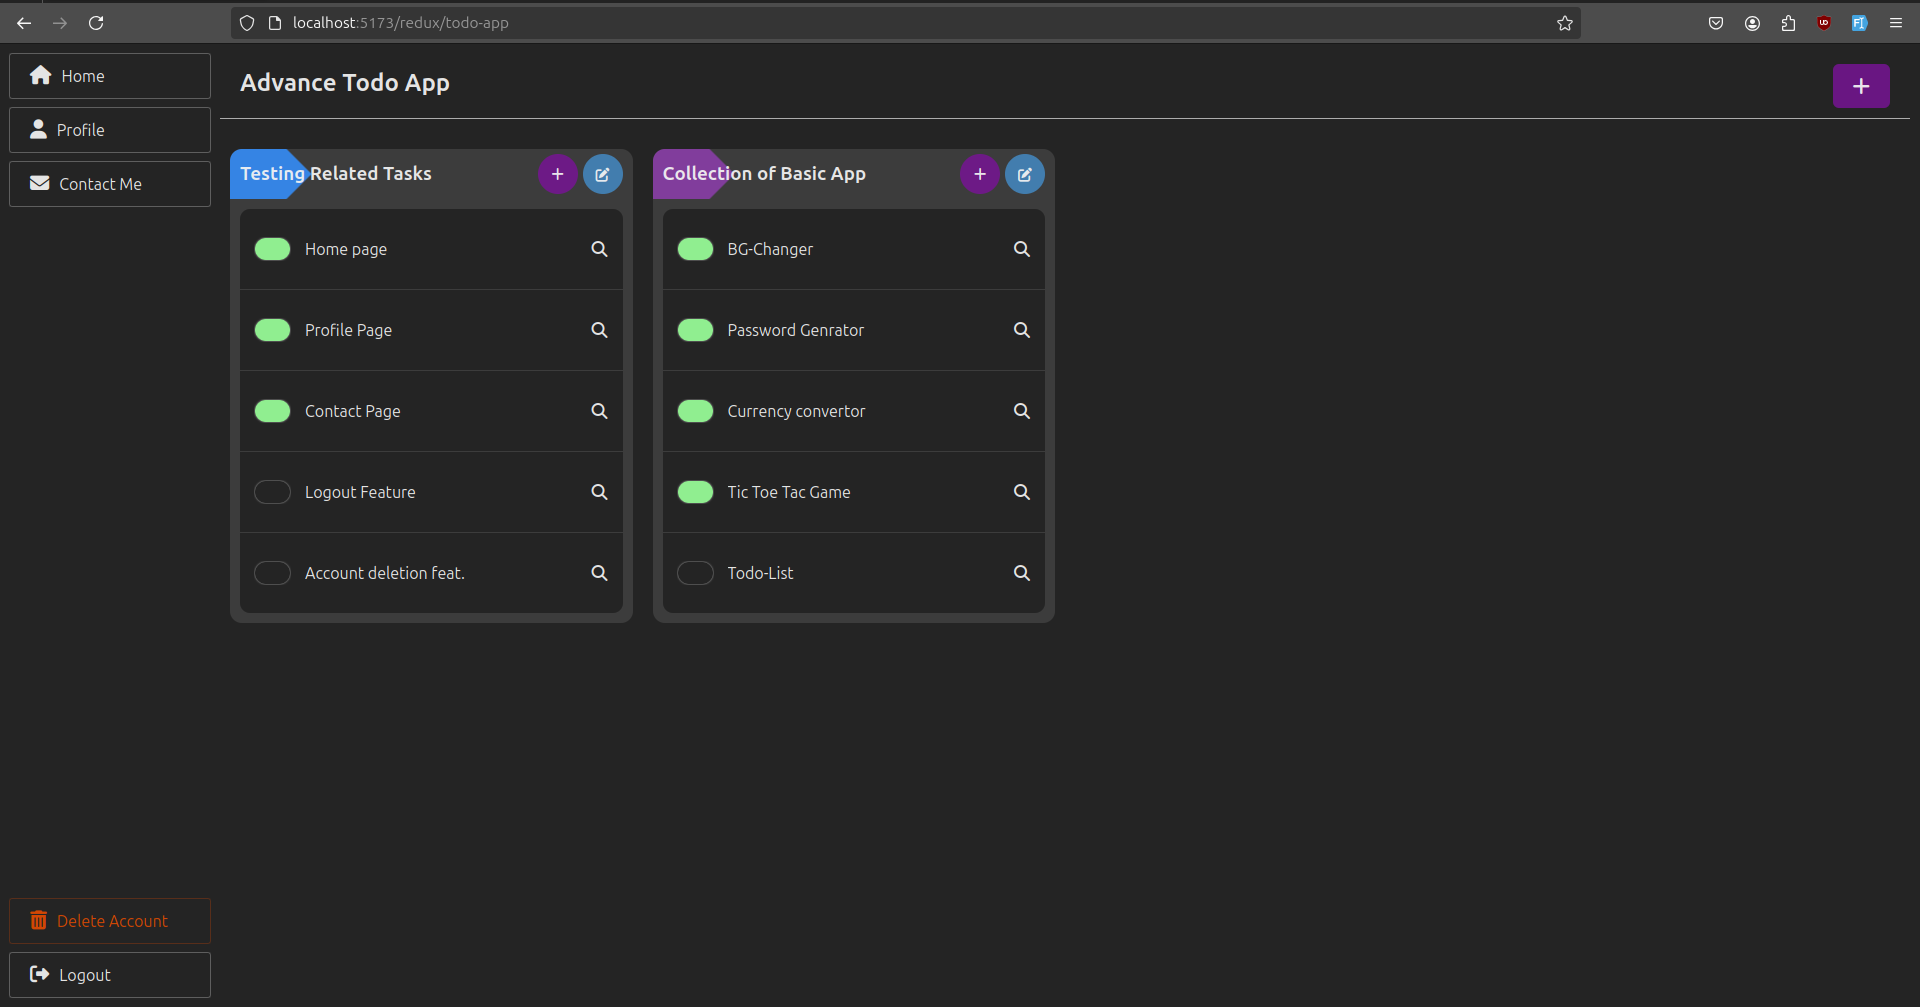 localhost:5173/redux/todo-app
Home
Profile
Contact Me
Advance Todo App
Testing Related Tasks
Home page
Profile Page
Contact Page
Logout Feature
Account deletion feat.
Collection of Basic App
BG-Changer
Password Genrator
Currency convertor
Tic Toe Tac Game
Todo-List
Delete Account
Logout